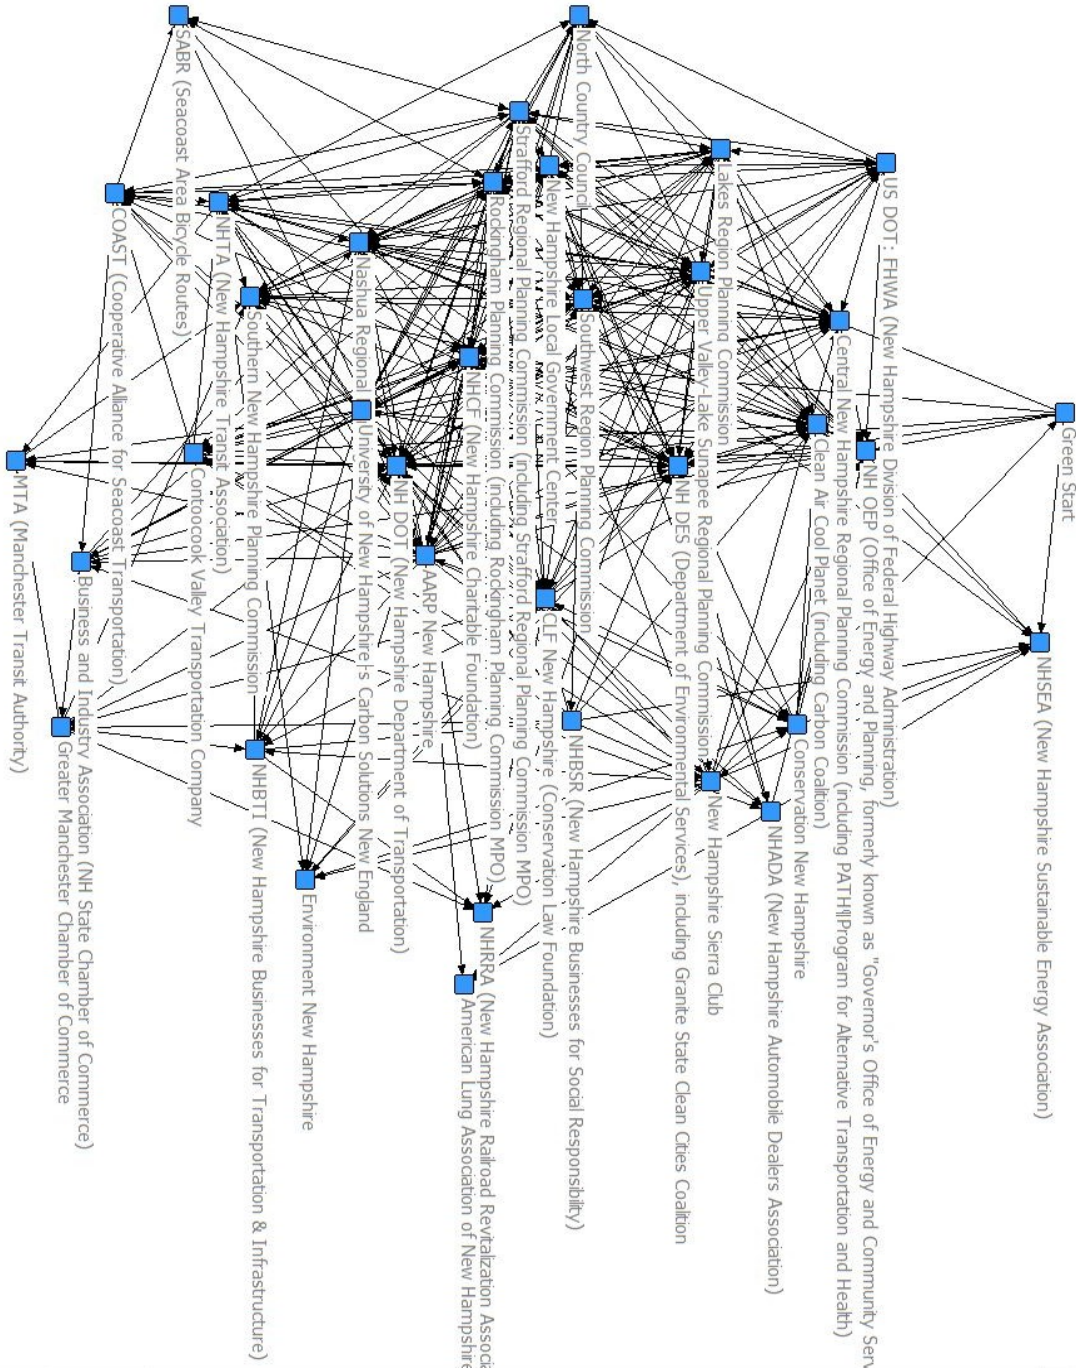 Green Start
NHSEA (New Hampshire Sustainable Energy Association)
US DOT : FHWA (New Hampshire Division of Federal Highway Administration)
NH OEP (Office of Energy and Planning, formerly known as "Governor's Office of Energy and Community Serv
Central New Hampshire Regional Planning Commission (including PATH¶Program for Alternative Transportation and Health)
Clean Air Cool Planet (including Carbon Coalition)
Conservation New Hampshire
NHADA (New Hampshire Automobile Dealers Association)
Lakes Region Planning Commission
Upper Valley-Lake Sunapee Regional Planning Commission
New Hampshire Sierra Club
NH DES (Department of Environmental Services), including Granite State Clean Cities Coalition
North Country Council
Southwest Region Planning Commission
NHBSR (New Hampshire Businesses for Social Responsibility)
New Hampshire Local Government Center
CLF New Hampshire (Conservation Law Foundation)
Strafford Regional Planning Commission (including Strafford Regional Planning Commission MPO)
Rockingham Planning Commission (including Rockingham Planning Commission MPO)
NHRRA (New Hampshire Railroad Revitalization Associa
NHCF (New Hampshire Charitable Foundation)
American Lung Association of New Hampshire
AARP New Hampshire
NH DOT (New Hampshire Department of Transportation)
Nashua Regional
University of New Hampshire's Carbon Solutions New England
Environment New Hampshire
Southern New Hampshire Planning Commission
NHBTI (New Hampshire Businesses for Transportation & Infrastructure)
NHTA (New Hampshire Transit Association)
Contoocook Valley Transportation Company
SABR (Seacoast Area Bicycle Routes)
COAST (Cooperative Alliance for Seacoast Transportation)
Business and Industry Association (NH State Chamber of Commerce)
Greater Manchester Chamber of Commerce
MTA (Manchester Transit Authority)